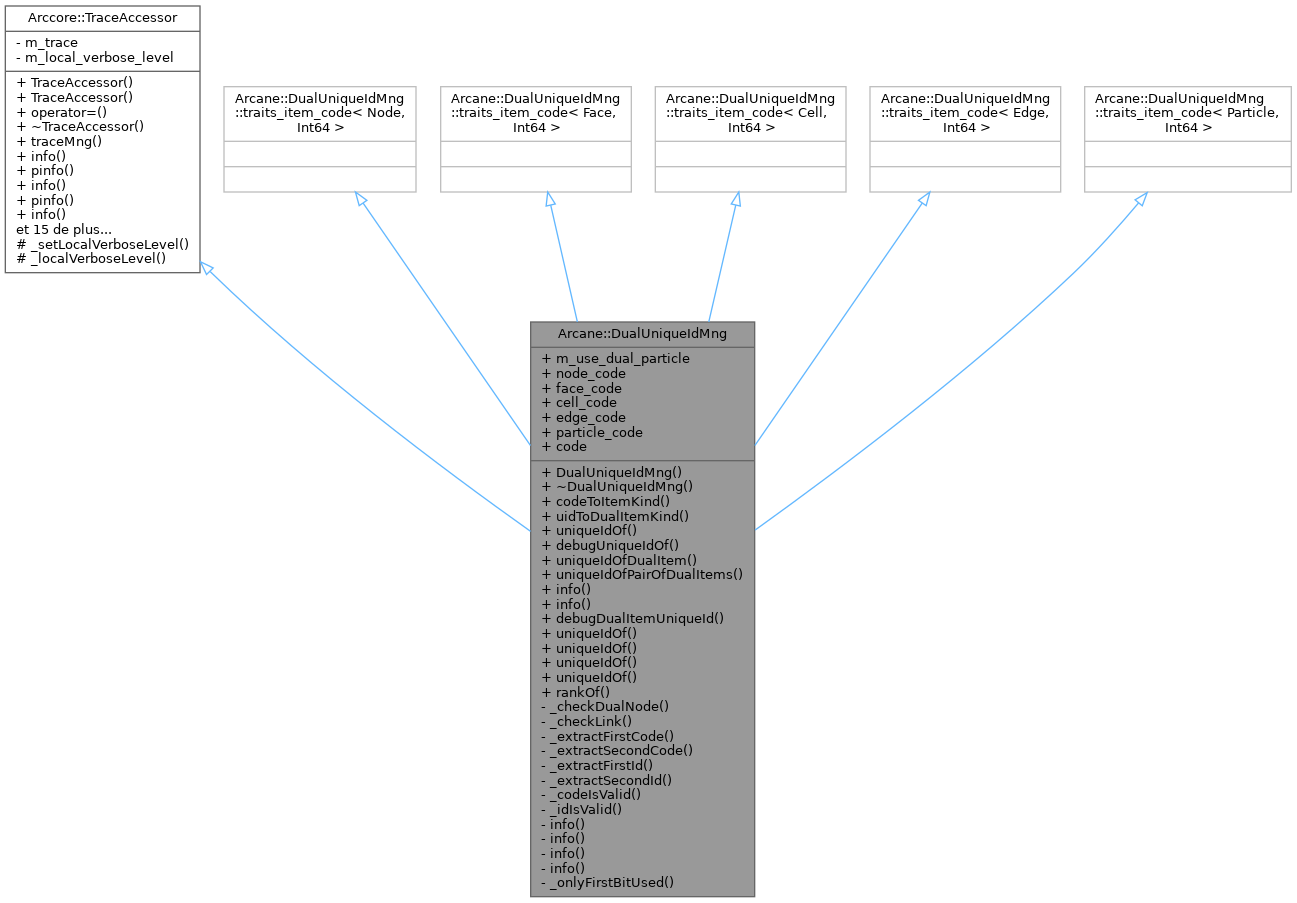 Arccore::TraceAccessor
- m_trace
- m_local_verbose_level
+ TraceAccessor()
+ TraceAccessor()
+ operator=()
+ ~TraceAccessor()
+ traceMng()
+ info()
+ pinfo()
+ info()
+ pinfo()
+ info()
et 15 de plus...
# _setLocalVerboseLevel()
# _localVerboseLevel()
Arcane::DualUniqueIdMng
::traits_item_code< Node,
Int64 >
Arcane::DualUniqueIdMng
::traits_item_code< Face,
Int64 >
Arcane::DualUniqueIdMng
::traits_item_code< Cell,
Int64 >
Arcane::DualUniqueIdMng
::traits_item_code< Edge,
Int64 >
Arcane::DualUniqueIdMng
::traits_item_code< Particle,
Int64 >
Arcane::DualUniqueIdMng
+ m_use_dual_particle
+ node_code
+ face_code
+ cell_code
+ edge_code
+ particle_code
+ code
+ DualUniqueIdMng()
+ ~DualUniqueIdMng()
+ codeToItemKind()
+ uidToDualItemKind()
+ uniqueIdOf()
+ debugUniqueIdOf()
+ uniqueIdOfDualItem()
+ uniqueIdOfPairOfDualItems()
+ info()
+ info()
+ debugDualItemUniqueId()
+ uniqueIdOf()
+ uniqueIdOf()
+ uniqueIdOf()
+ uniqueIdOf()
+ rankOf()
- _checkDualNode()
- _checkLink()
- _extractFirstCode()
- _extractSecondCode()
- _extractFirstId()
- _extractSecondId()
- _codeIsValid()
- _idIsValid()
- info()
- info()
- info()
- info()
- _onlyFirstBitUsed()